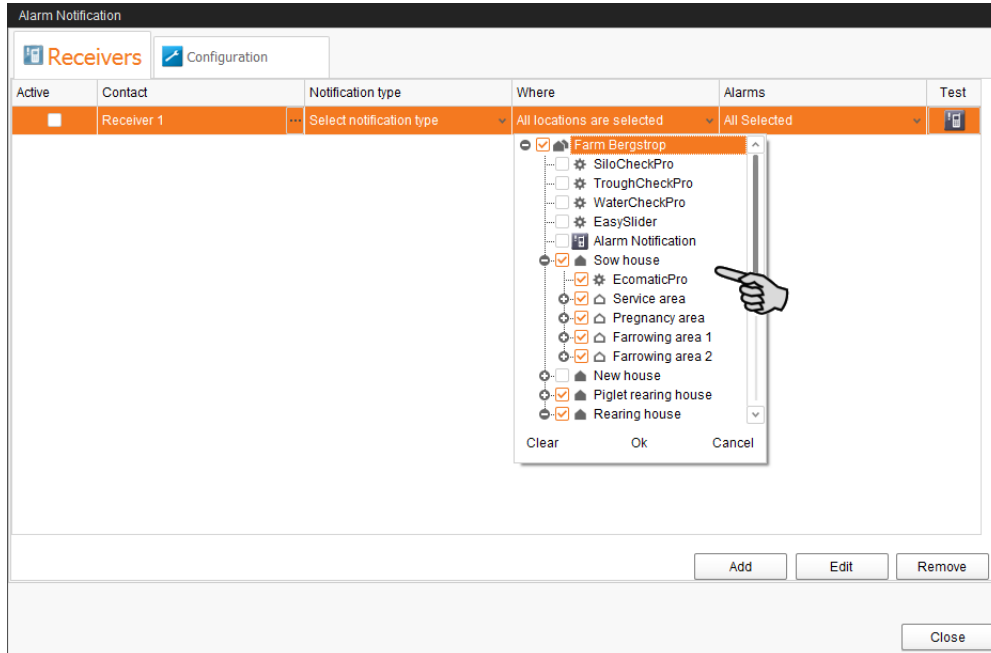 Alarm Notification
Receivers Configuration
Active Contact Notification type Where Alarms Test
Receiver 1 ... Select notification type All locations are selected All Selected
Farm Bergstrop
SiloCheckPro
TroughCheckPro
WaterCheckPro
EasySlider
Alarm Notification
Sow house
EcomaticPro
Service area
Pregnancy area
Farrowing area 1
Farrowing area 2
New house
Piglet rearing house
Rearing house
Clear Ok Cancel
Add Edit Remove
Close